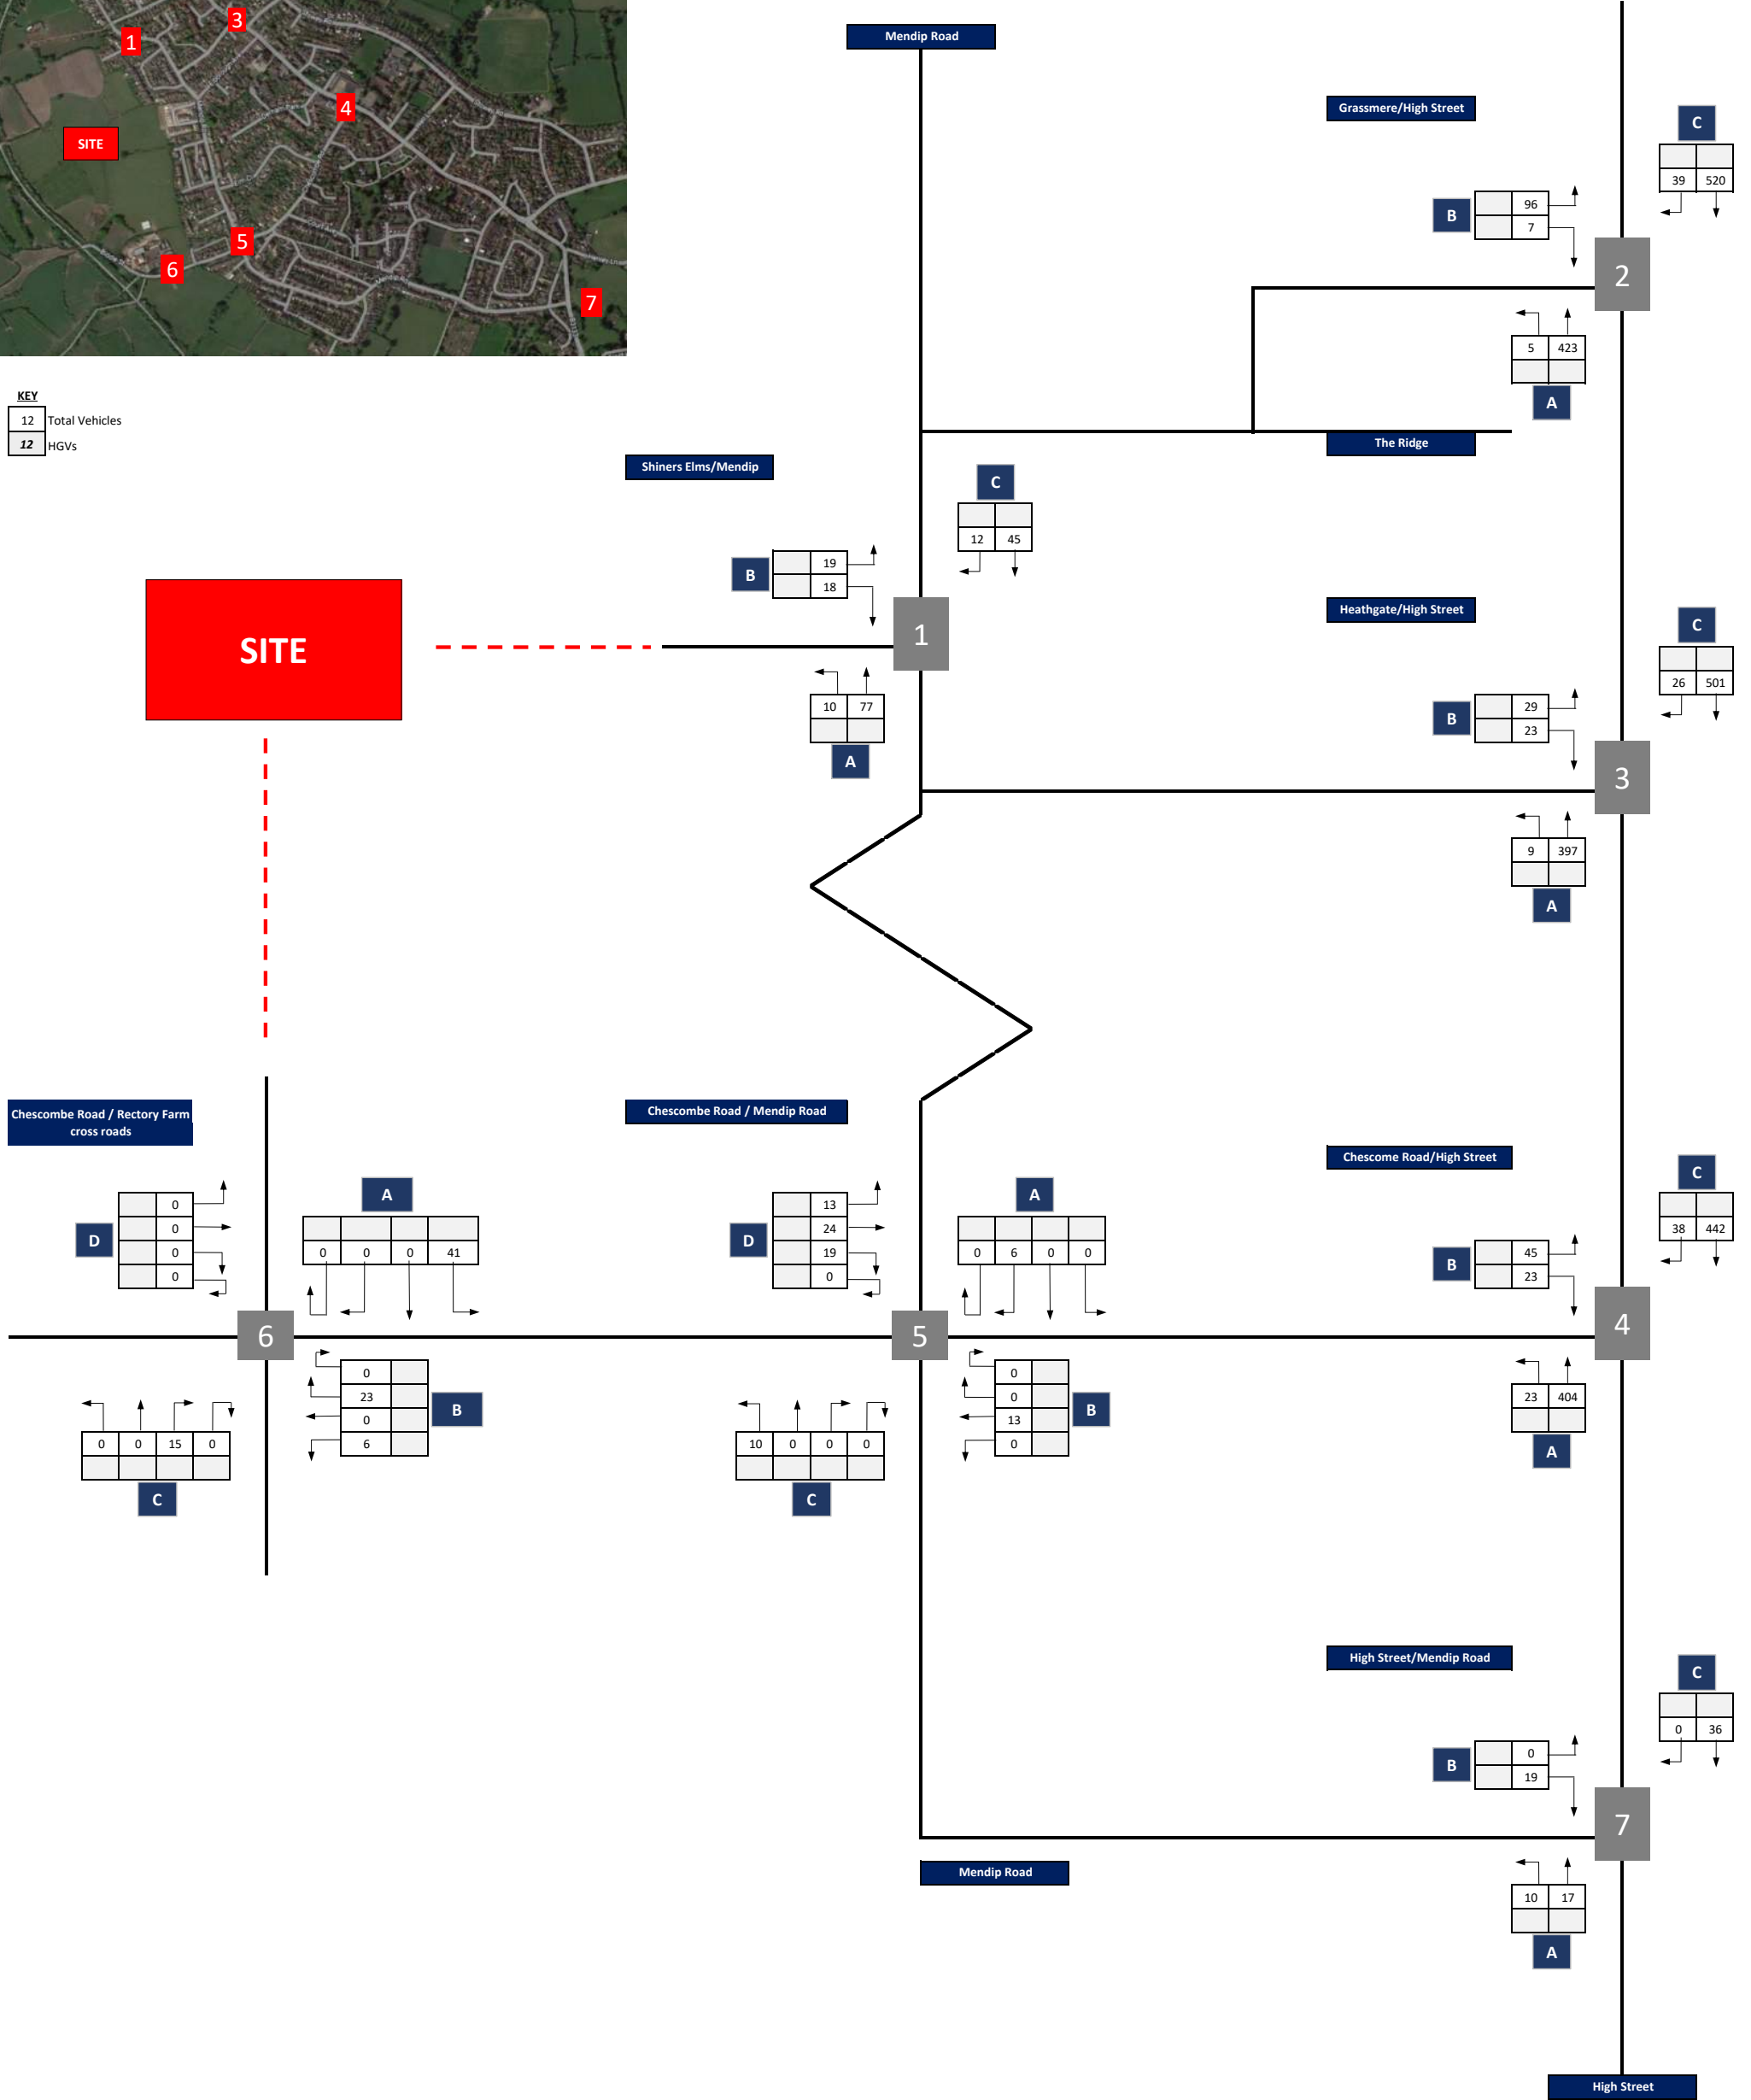 3
1
4
SITE
5
6
7
Mendip Road
Grassmere/High Street
C
39 520
B
96
7
2
5 423
A
KEY
12 Total Vehicles
12 HGVs
The Ridge
Shiners Elms/Mendip
C
12 45
B
19
18
1
10 77
A
SITE
Heathgate/High Street
C
26 501
B
29
23
3
9 397
A
Chescombe Road / Rectory Farm
cross roads
D
0
0
0
0
A
0 0 0 41
6
0
23
0
6
B
0 0 15 0
C
Chescombe Road / Mendip Road
D
13
24
19
0
A
0 6 0 0
5
0
0
13
0
B
10 0 0 0
C
Chescome Road/High Street
C
38 442
B
45
23
4
23 404
A
High Street/Mendip Road
C
0 36
B
0
19
7
Mendip Road
10 17
A
High Street